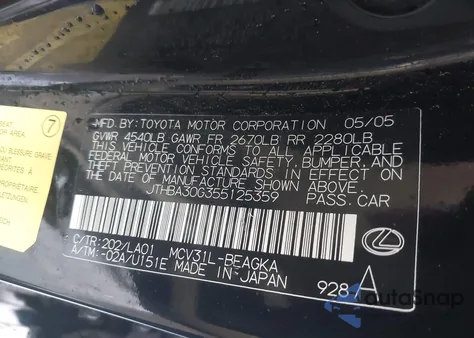 MFD. BY: TOYOTA MOTOR CORPORATION 05/05
GVWR 4540LB GAWR FR 2670LB RR 2280LB
THIS VEHICLE CONFORMS TO ALL APPLICABLE
FEDERAL MOTOR VEHICLE SAFETY, BUMPER, AND
THEFT PREVENTION STANDARDS IN EFFECT ON
THE DATE OF MANUFACTURE SHOWN ABOVE.
JTHBA30G355125359 PASS. CAR
C/TR: 202/LA01 MCV31L-BEAGKA
A/TM: -02A/U151E MADE IN JAPAN
928 A
7
AutoSnap